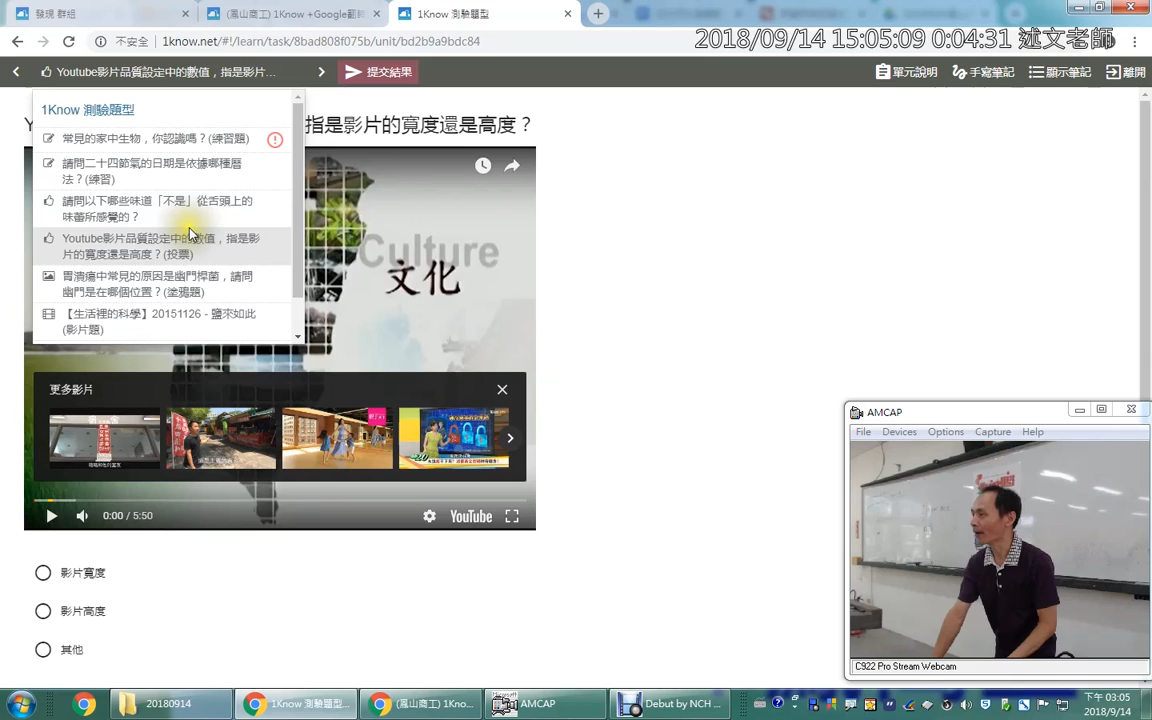 發現 群組
(鳳山商工) 1Know +Google翻轉
1Know 測驗題型
不安全
1know.net/#!/learn/task/8bad808f075b/unit/bd2b9a9bdc84
2018/09/14 15:05:09 0:04:31 述文老師
Youtube影片品質設定中的數值，指是影片...
提交結果
單元說明
手寫筆記
顯示筆記
離開
1Know 測驗題型
指是影片的寬度還是高度？
常見的家中生物，你認識嗎？(練習題)
請問二十四節氣的日期是依據哪種曆
法？(練習)
請問以下哪些味道「不是」從舌頭上的
味蕾所感覺的？
Youtube影片品質設定中的數值，指是影
片的寬度還是高度？(投票)
胃潰瘍中常見的原因是幽門桿菌，請問
幽門是在哪個位置？(塗鴉題)
【生活裡的科學】20151126 - 鹽來如此
(影片題)
Culture
文化
更多影片
0:00 / 5:50
YouTube
影片寬度
影片高度
其他
AMCAP
File Devices Options Capture Help
C922 Pro Stream Webcam
20180914
1Know 測驗題型...
(鳳山商工) 1Kno...
AMCAP
Debut by NCH ...
下午 03:05
2018/9/14